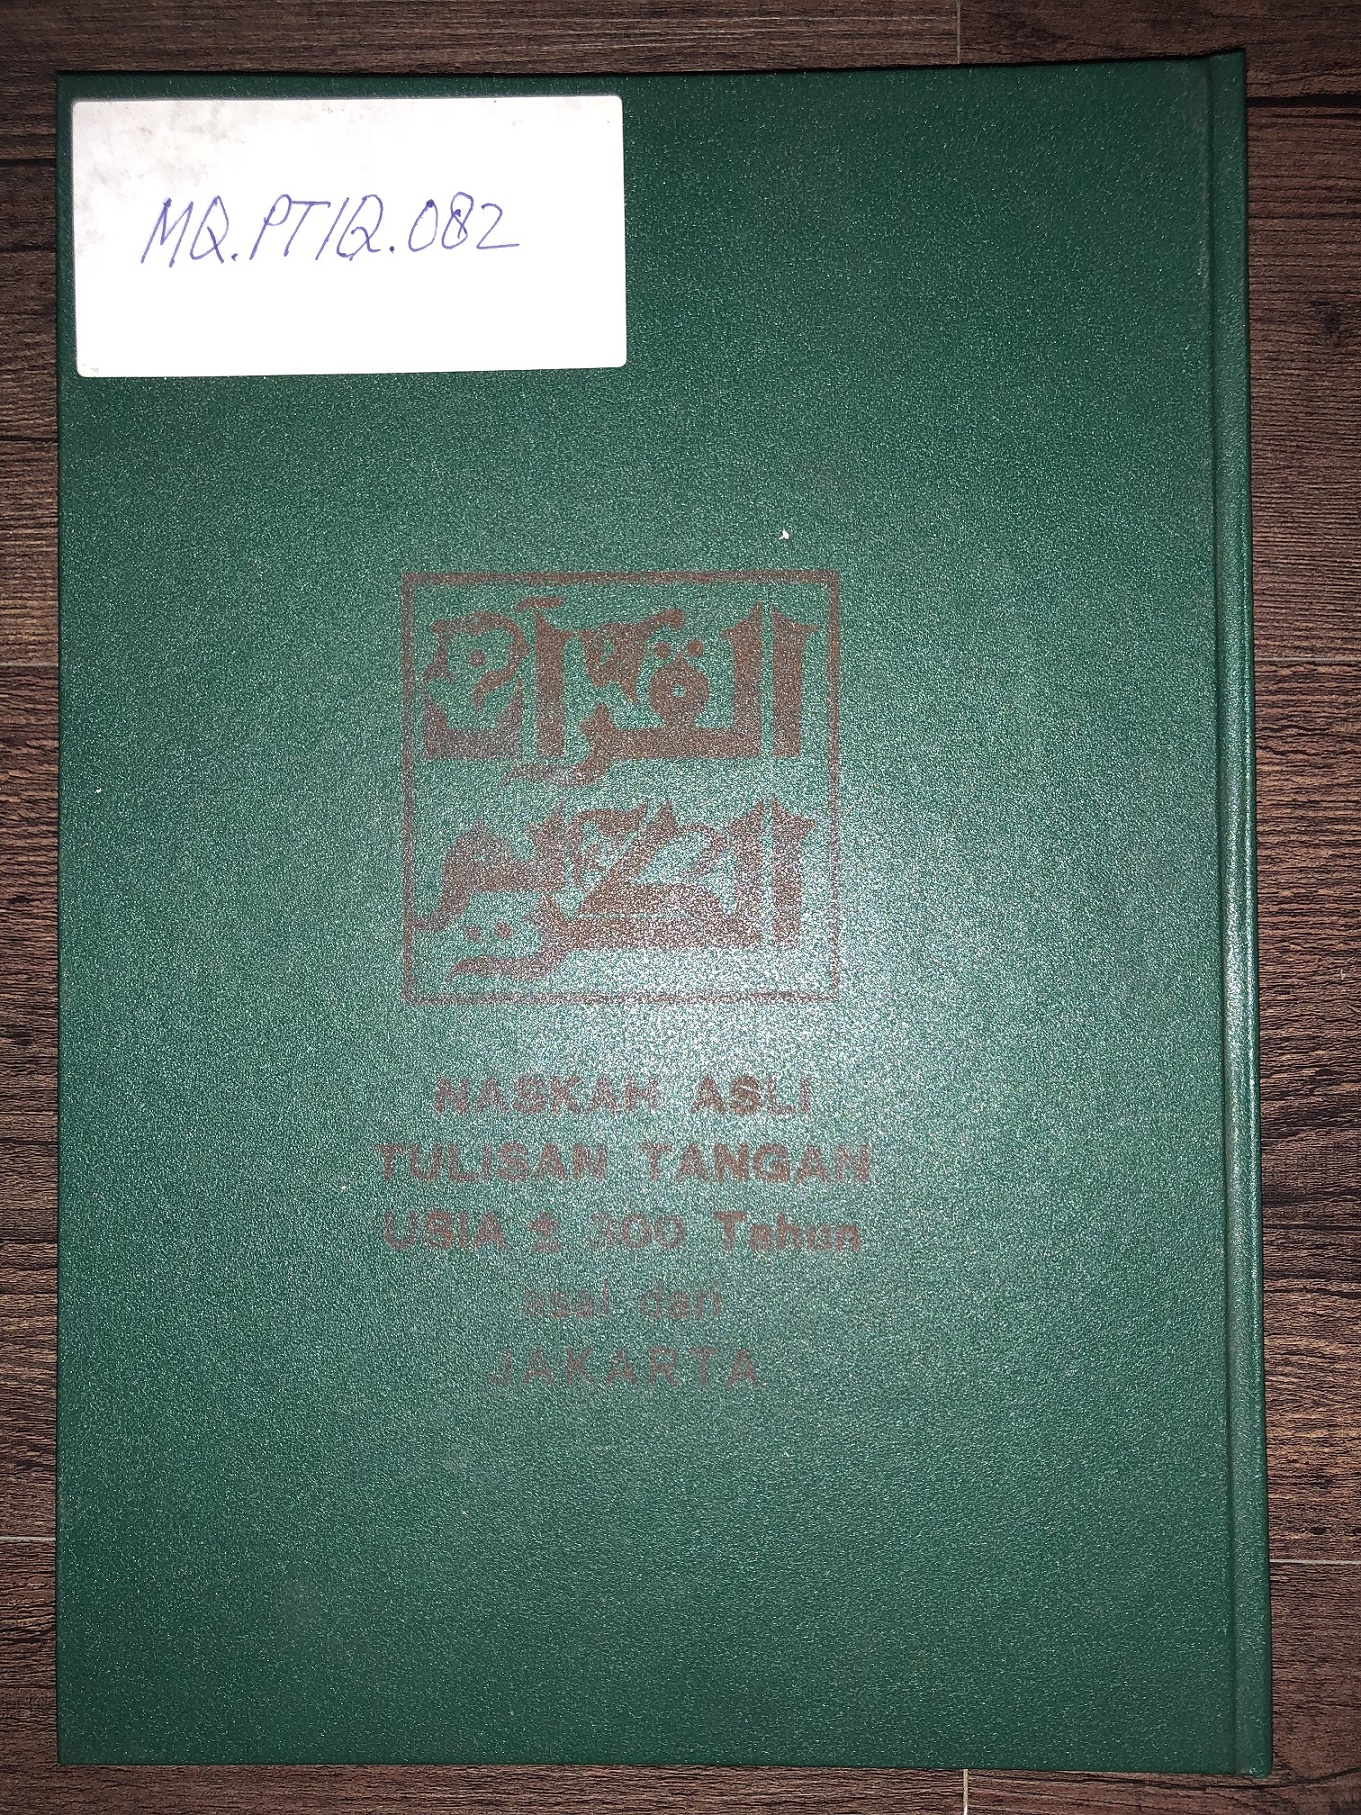 MQ.PTIQ.082
القرآن
الكريم
NASKAH ASLI
TULISAN TANGAN
USIA ± 300 Tahun
asal dari
JAKARTA